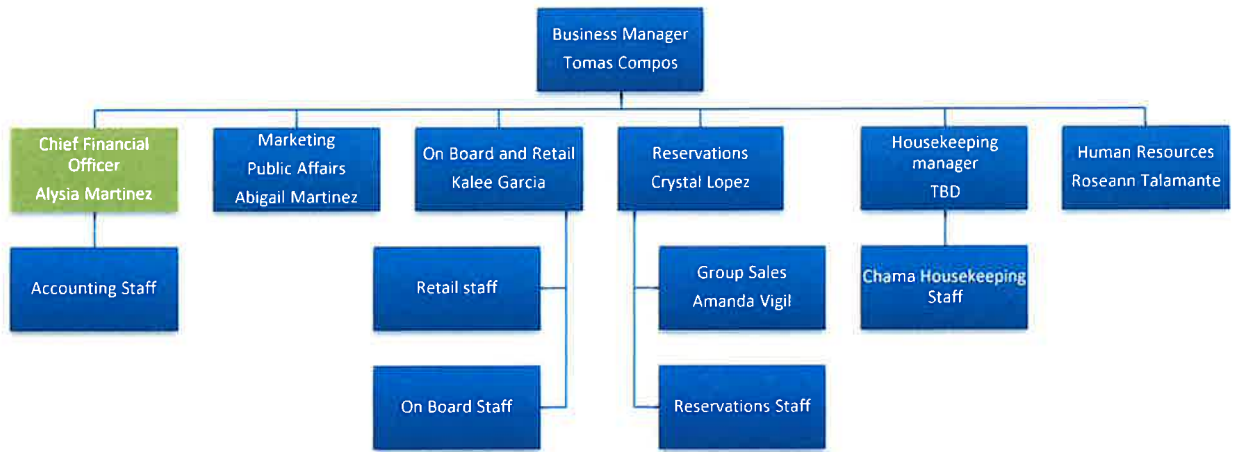 Business Manager
Tomas Compos
Chief Financial
Officer
Alysia Martinez
Marketing
Public Affairs
Abigail Martinez
On Board and Retail
Kalee Garcia
Reservations
Crystal Lopez
Housekeeping
manager
TBD
Human Resources
Roseann Talamante
Accounting Staff
Retail staff
Group Sales
Amanda Vigil
Chama Housekeeping
Staff
On Board Staff
Reservations Staff